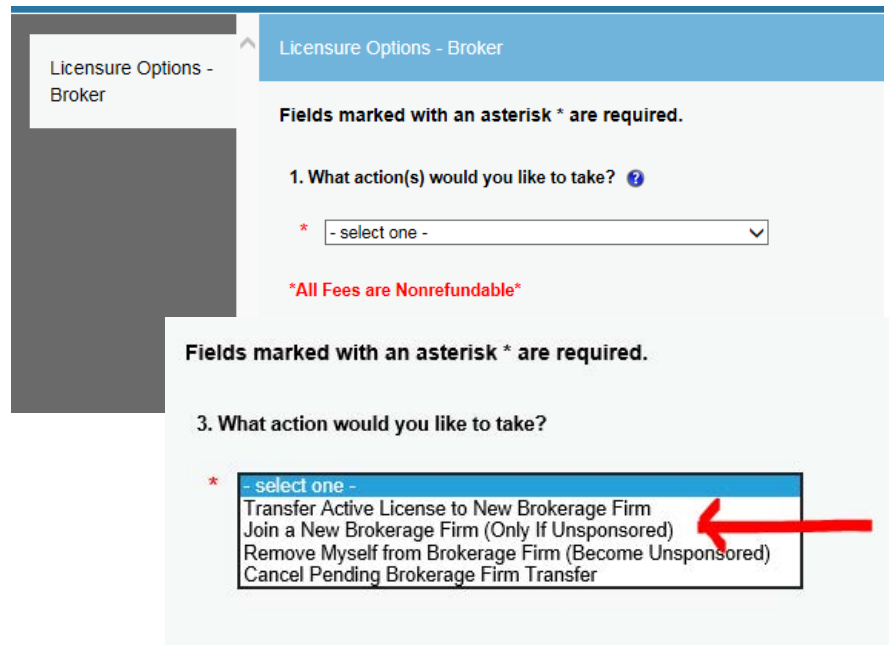 Licensure Options -
Broker
Licensure Options - Broker
Fields marked with an asterisk * are required.
1. What action(s) would you like to take? ?
* - select one -
*All Fees are Nonrefundable*
Fields marked with an asterisk * are required.
3. What action would you like to take?
* - select one -
Transfer Active License to New Brokerage Firm
Join a New Brokerage Firm (Only If Unsponsored)
Remove Myself from Brokerage Firm (Become Unsponsored)
Cancel Pending Brokerage Firm Transfer